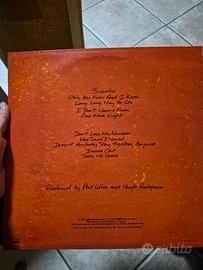 Sussudio
Only You Know And I Know
Long Long Way To Go
I Don't Wanna Know
One More Night
Don't Lose My Number
Who Said I Would
Doesn't Anybody Stay Together Anymore
Inside Out
Take Me Home
Produced by Phil Collins and Hugh Padgham
subito